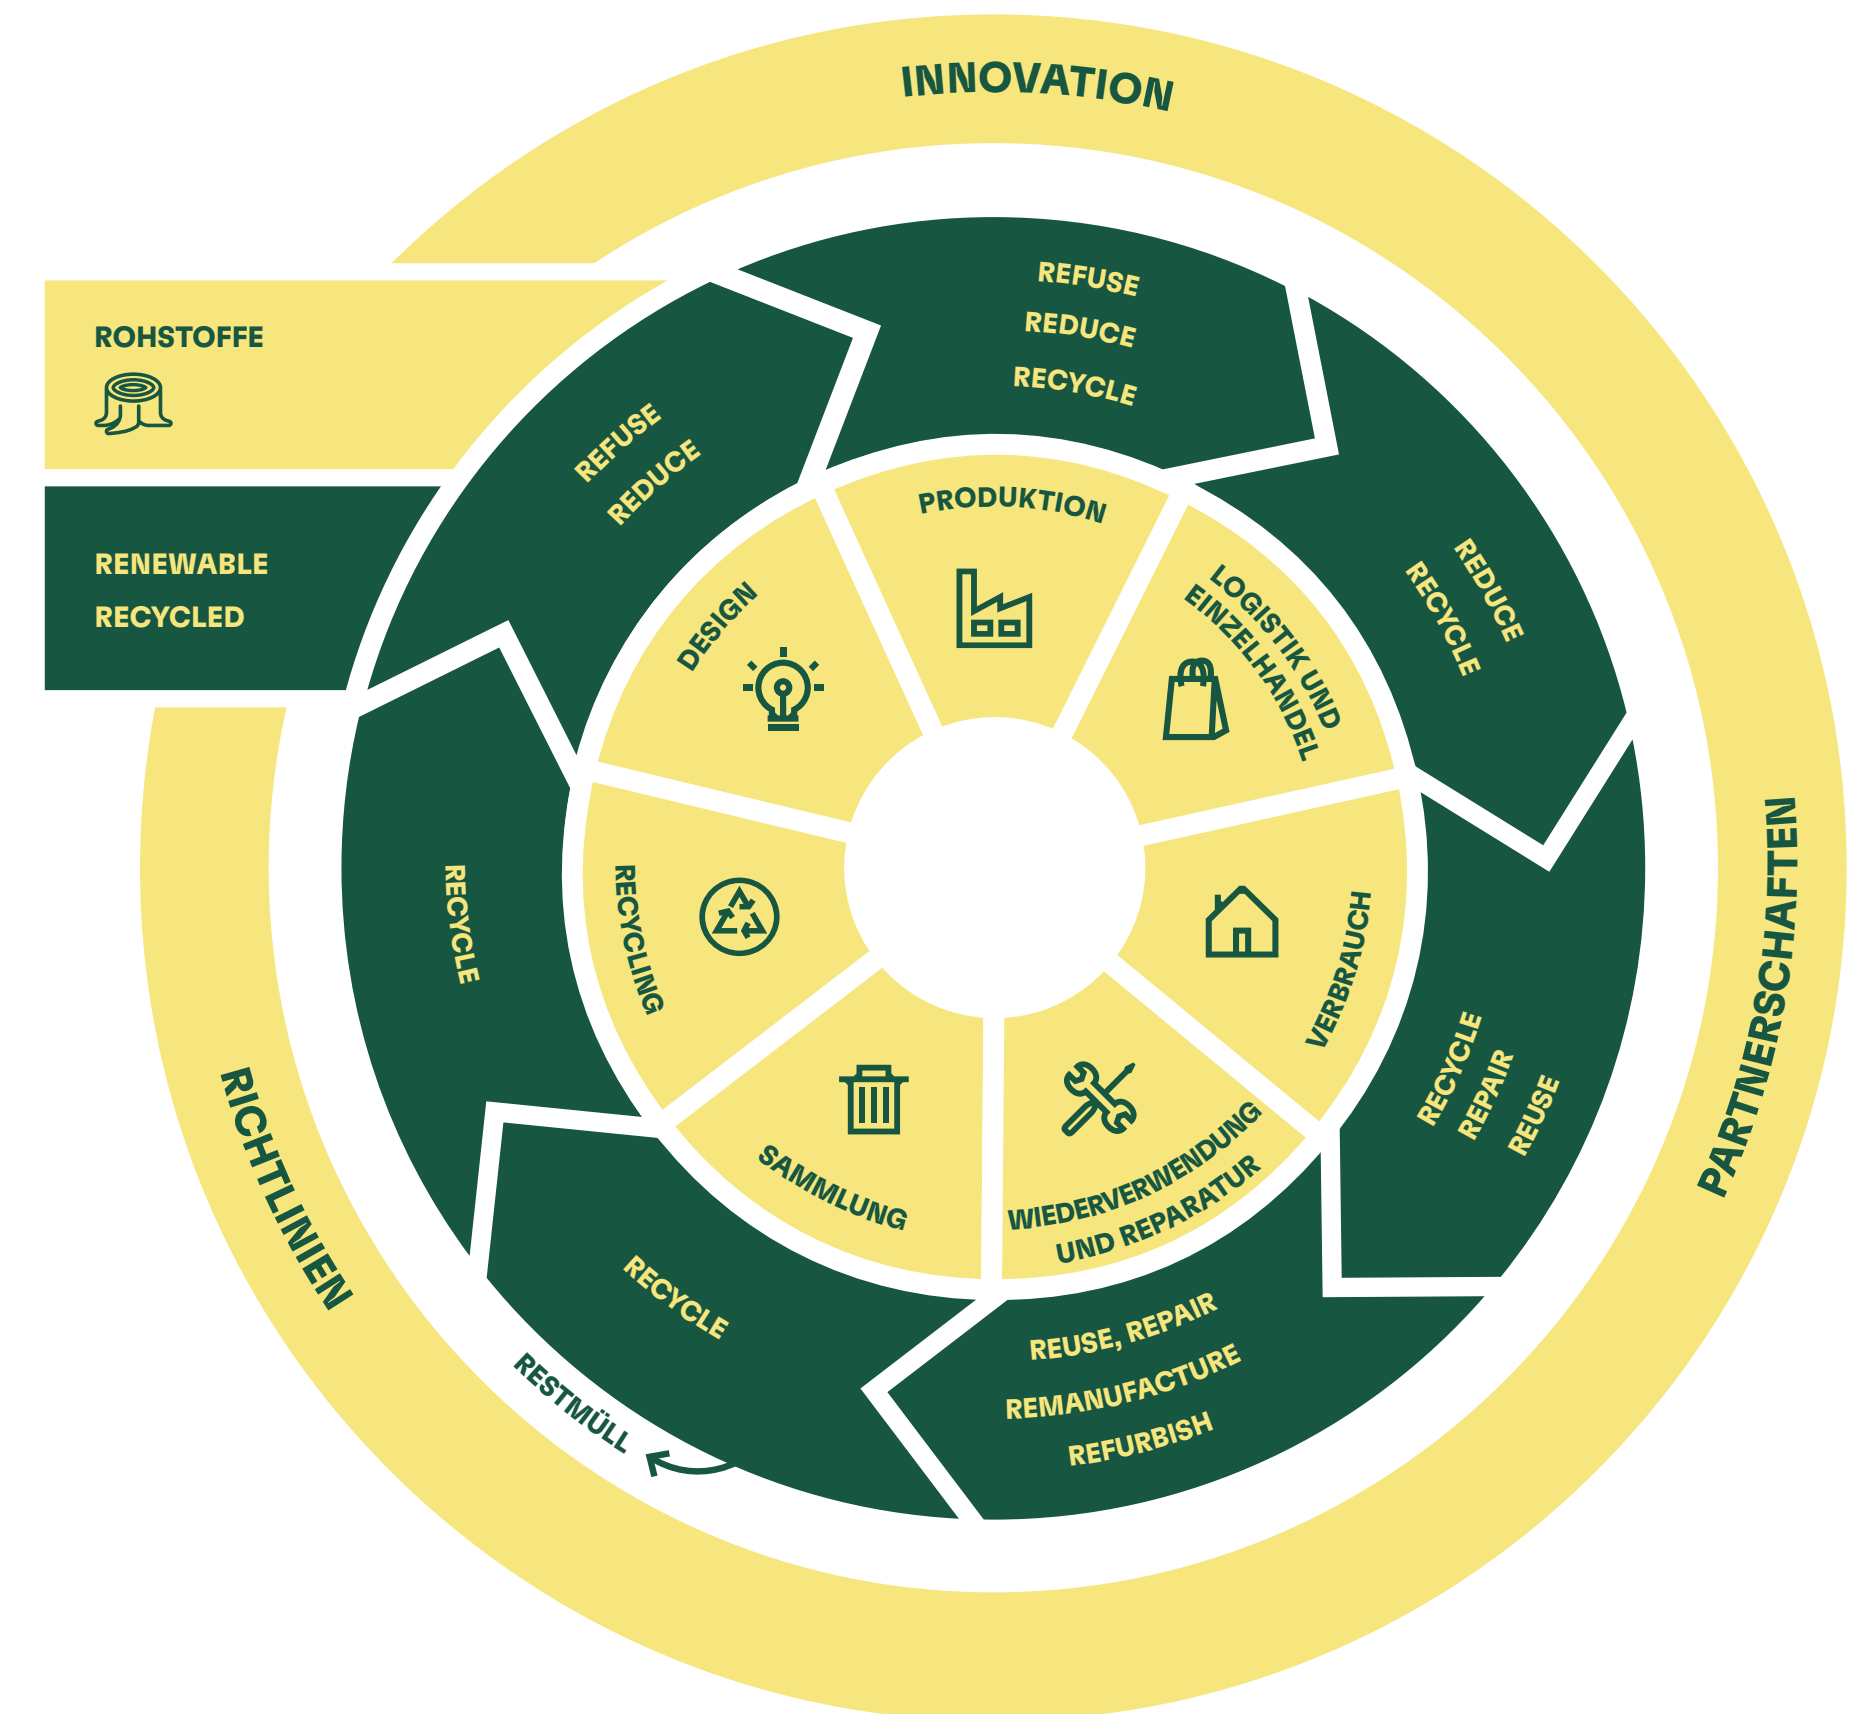 INNOVATION
ROHSTOFFE
RENEWABLE
RECYCLED
REFUSE
REDUCE
REFUSE
REDUCE
RECYCLE
REDUCE
RECYCLE
RECYCLE
REPAIR
REUSE
REUSE, REPAIR
REMANUFACTURE
REFURBISH
RECYCLE
RECYCLE
DESIGN
PRODUKTION
LOGISTIK UND
EINZELHANDEL
VERBRAUCH
WIEDERVERWENDUNG
UND REPARATUR
SAMMLUNG
RECYCLING
RESTMÜLL
PARTNERSCHAFTEN
RICHTLINIEN